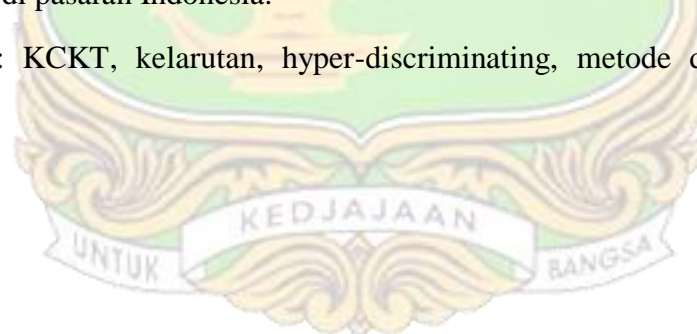 di pasaran Indonesia.
: KCKT, kelarutan, hyper-discriminating, metode
UNTUK KEDJAJAAN BANGSA